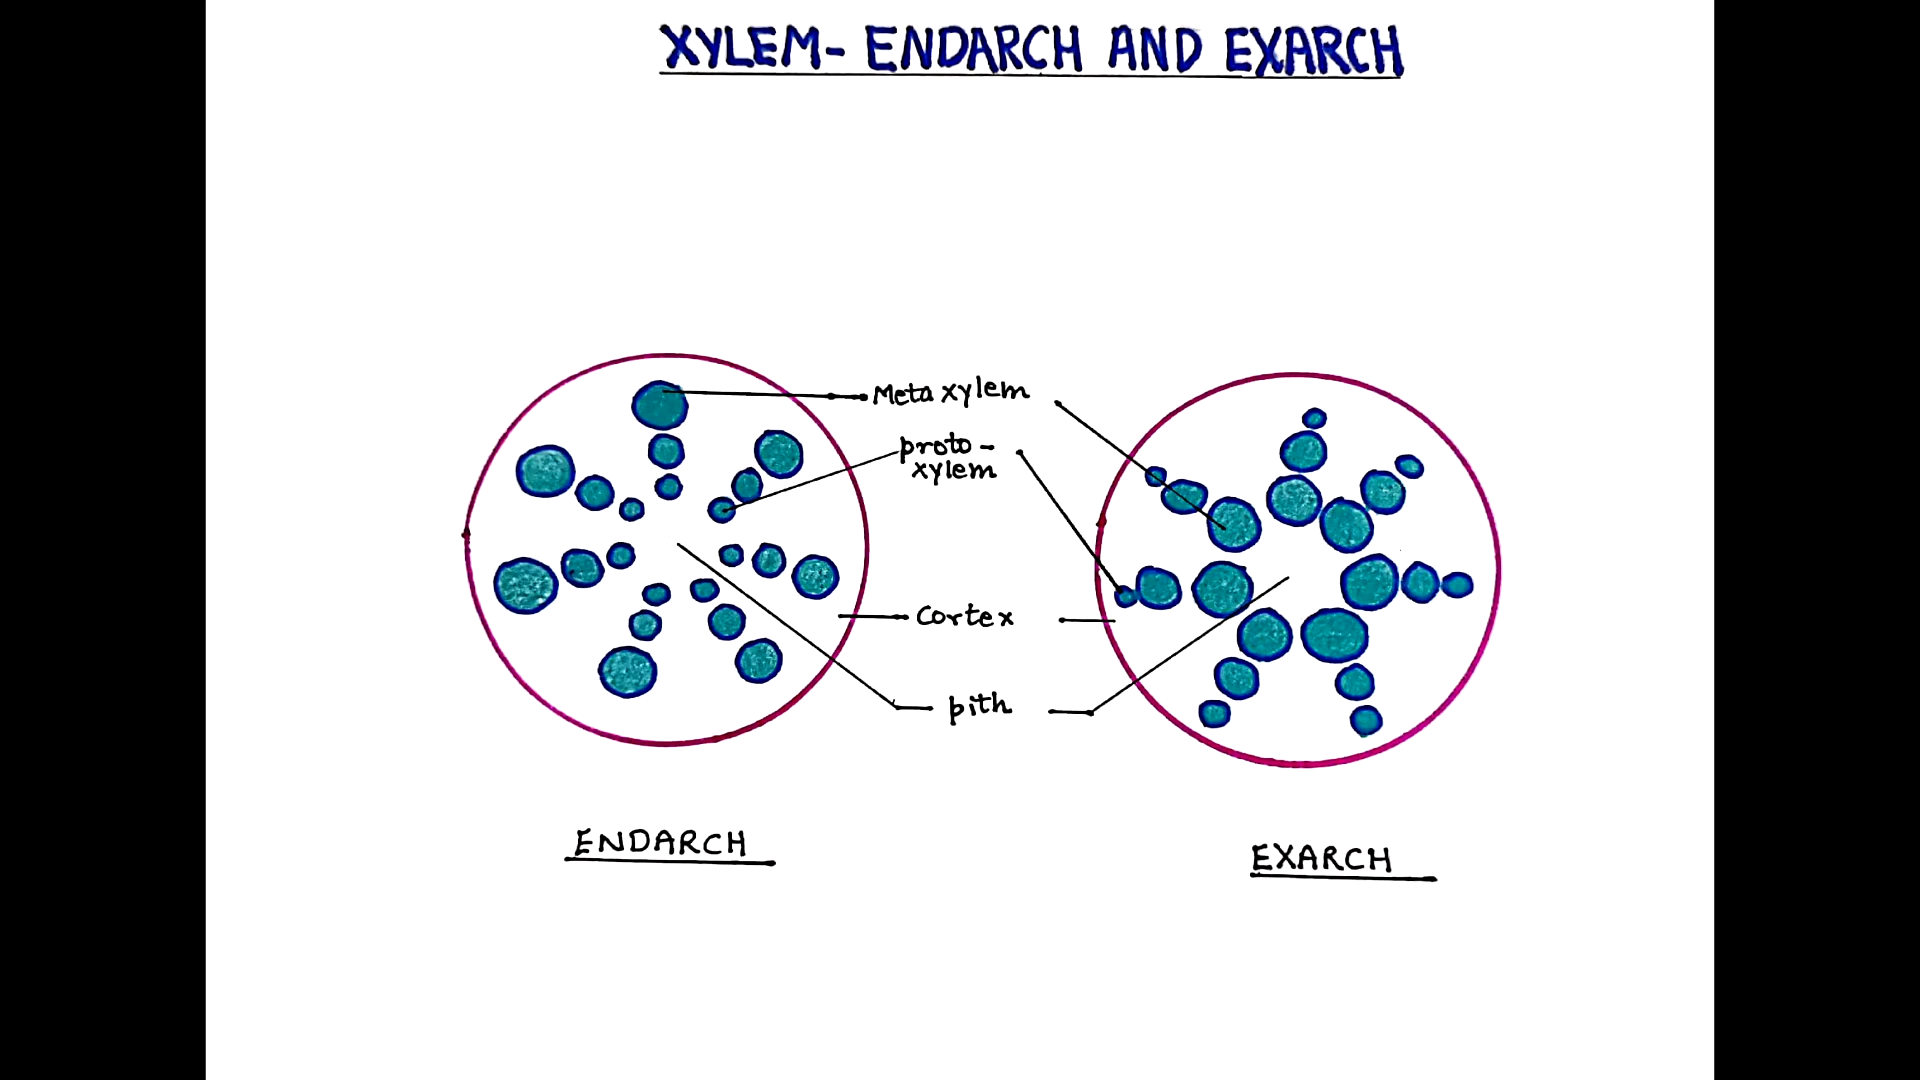 XYLEM- ENDARCH AND EXARCH
Meta xylem
proto-
xylem
Cortex
pith
ENDARCH
EXARCH